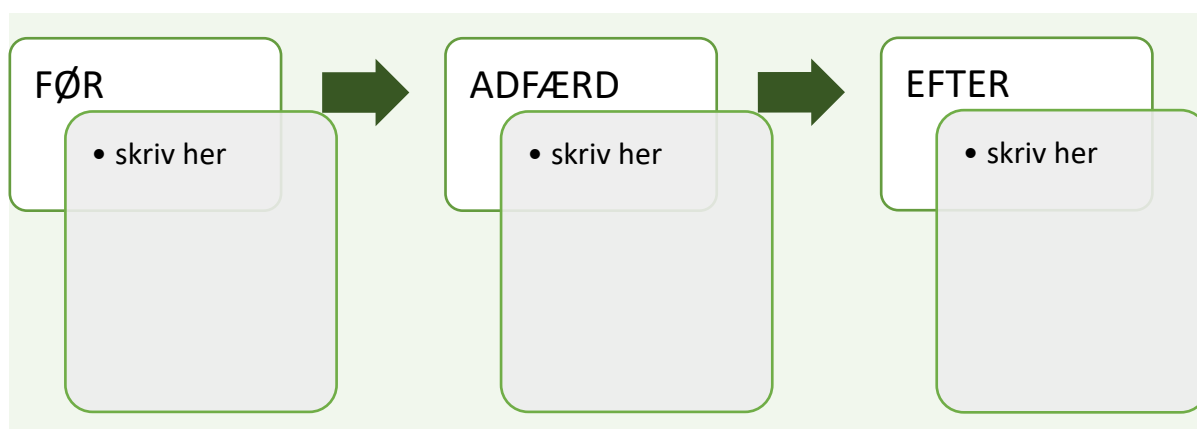 FØR
• skriv her
ADFÆRD
• skriv her
EFTER
• skriv her